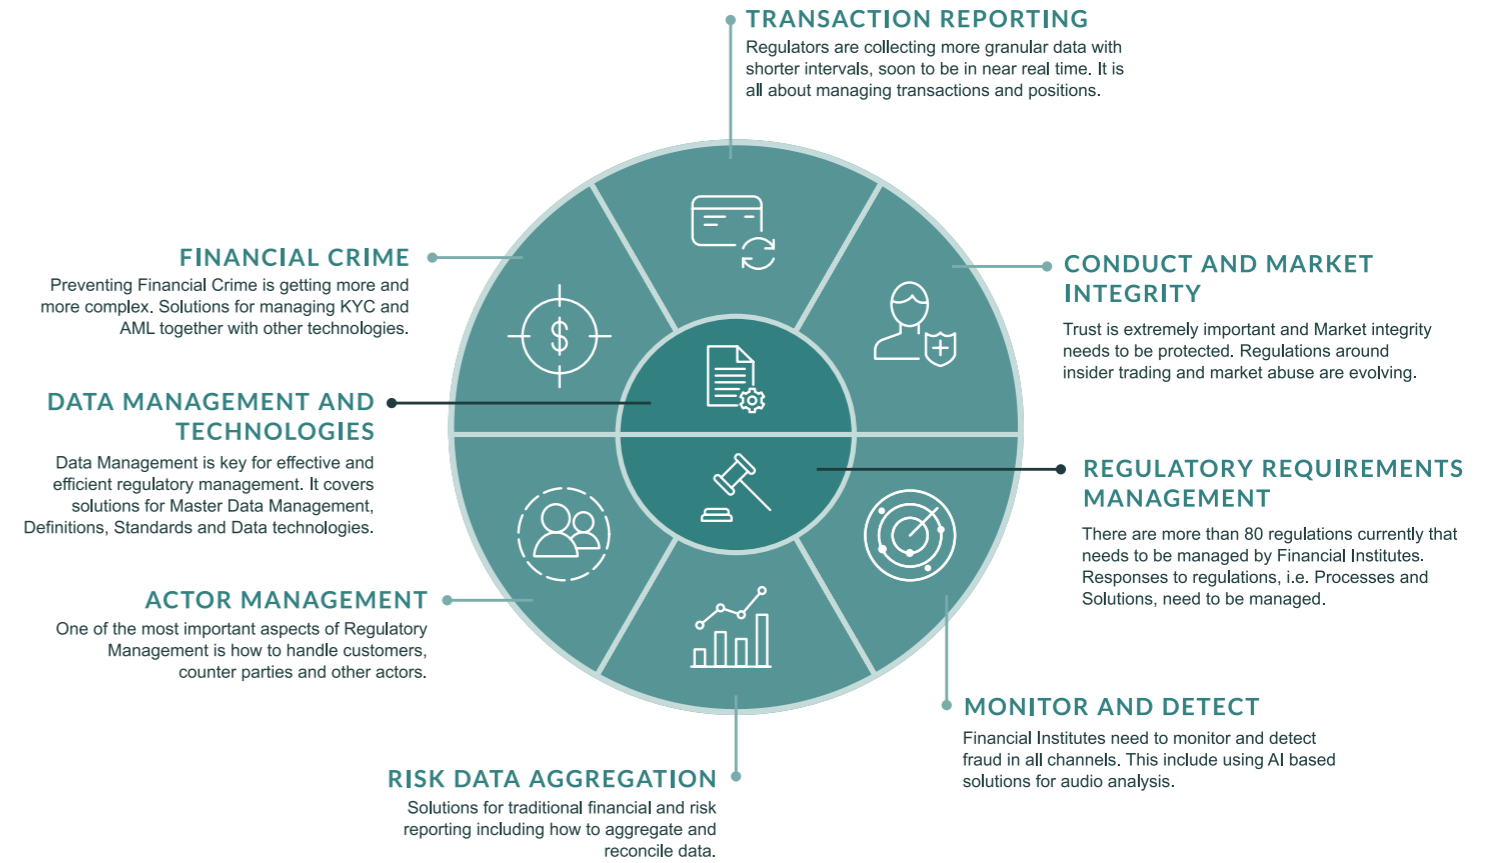 TRANSACTION REPORTING
Regulators are collecting more granular data with
shorter intervals, soon to be in near real time. It is
all about managing transactions and positions.
FINANCIAL CRIME
Preventing Financial Crime is getting more and
more complex. Solutions for managing KYC and
AML together with other technologies.
CONDUCT AND MARKET
INTEGRITY
Trust is extremely important and Market integrity
needs to be protected. Regulations around
insider trading and market abuse are evolving.
$
DATA MANAGEMENT AND
TECHNOLOGIES
Data Management is key for effective and
efficient regulatory management. It covers
solutions for Master Data Management,
Definitions, Standards and Data technologies.
REGULATORY REQUIREMENTS
MANAGEMENT
There are more than 80 regulations currently that
needs to be managed by Financial Institutes.
Responses to regulations, i.e. Processes and
Solutions, need to be managed.
ACTOR MANAGEMENT
One of the most important aspects of Regulatory
Management is how to handle customers,
counter parties and other actors.
MONITOR AND DETECT
Financial Institutes need to monitor and detect
fraud in all channels. This include using AI based
solutions for audio analysis.
RISK DATA AGGREGATION
Solutions for traditional financial and risk
reporting including how to aggregate and
reconcile data.